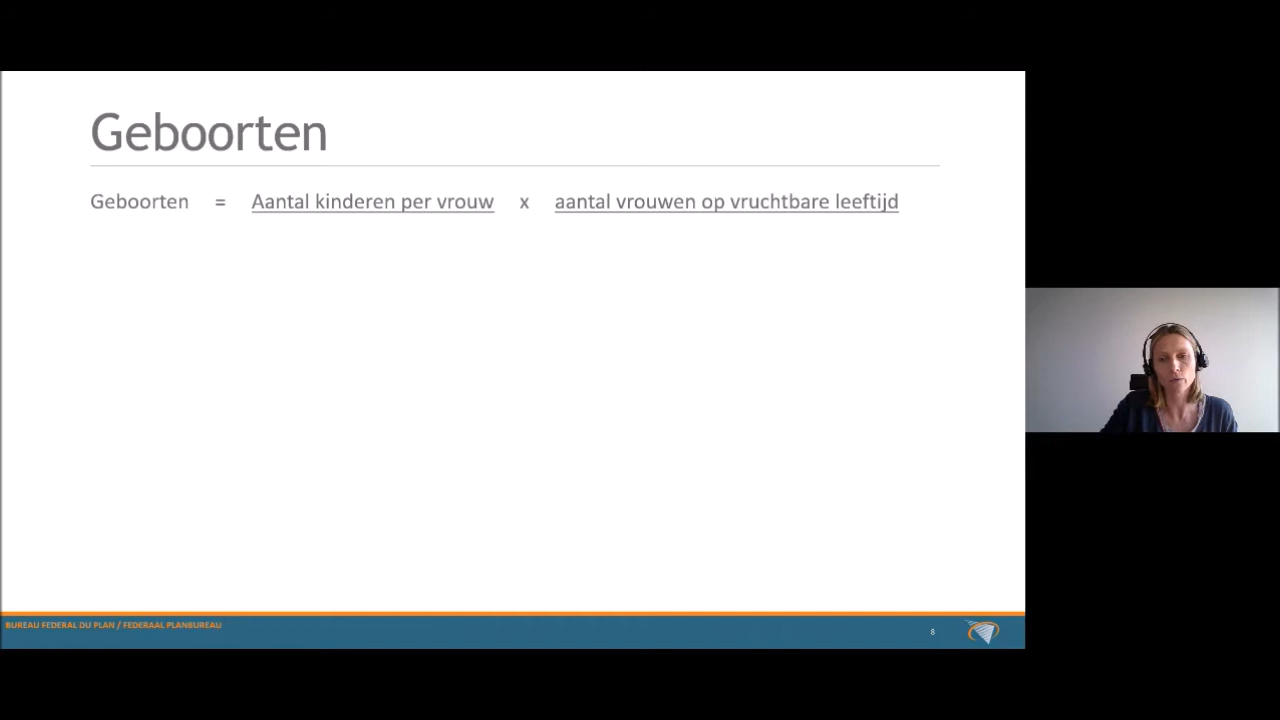 Geboorten
Geboorten = Aantal kinderen per vrouw x aantal vrouwen op vruchtbare leeftijd
BUREAU FEDERAL DU PLAN / FEDERAAL PLANBUREAU
8